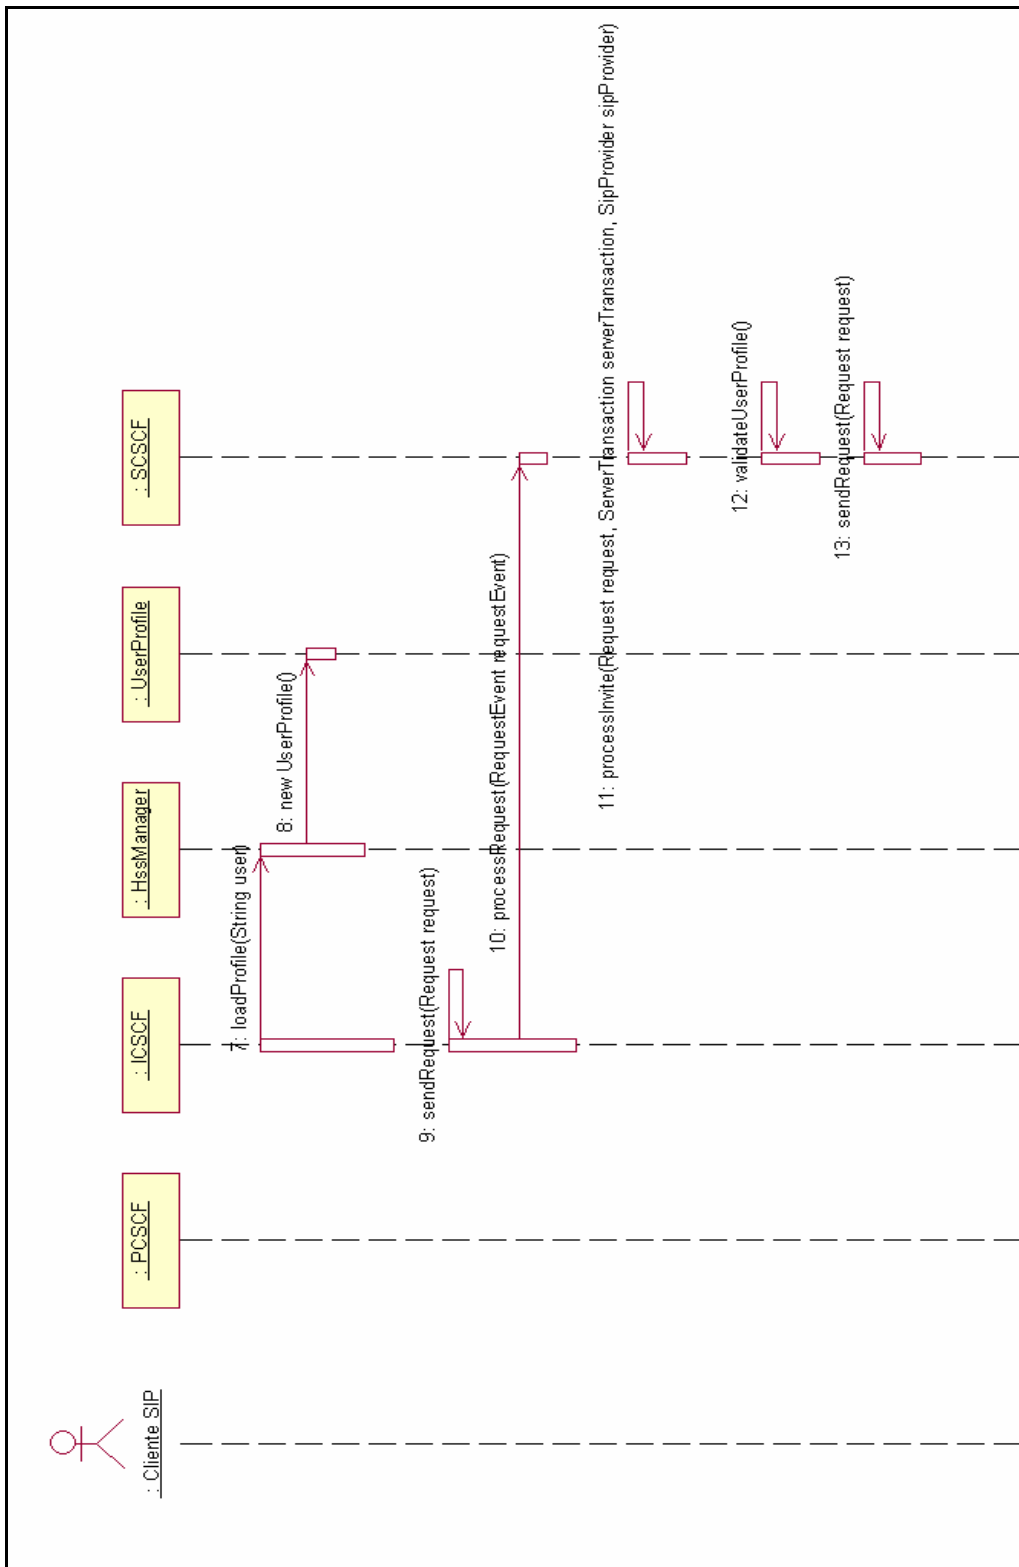 : Cliente SIP
: PCSCF
: ICSCF
: HssManager
: UserProfile
: SCSCF
7: loadProfile(String user)
8: new UserProfile()
9: sendRequest(Request request)
10: processRequest(RequestEvent requestEvent)
11: processInvite(Request request, ServerTransaction serverTransaction, SipProvider sipProvider)
12: validateUserProfile()
13: sendRequest(Request request)